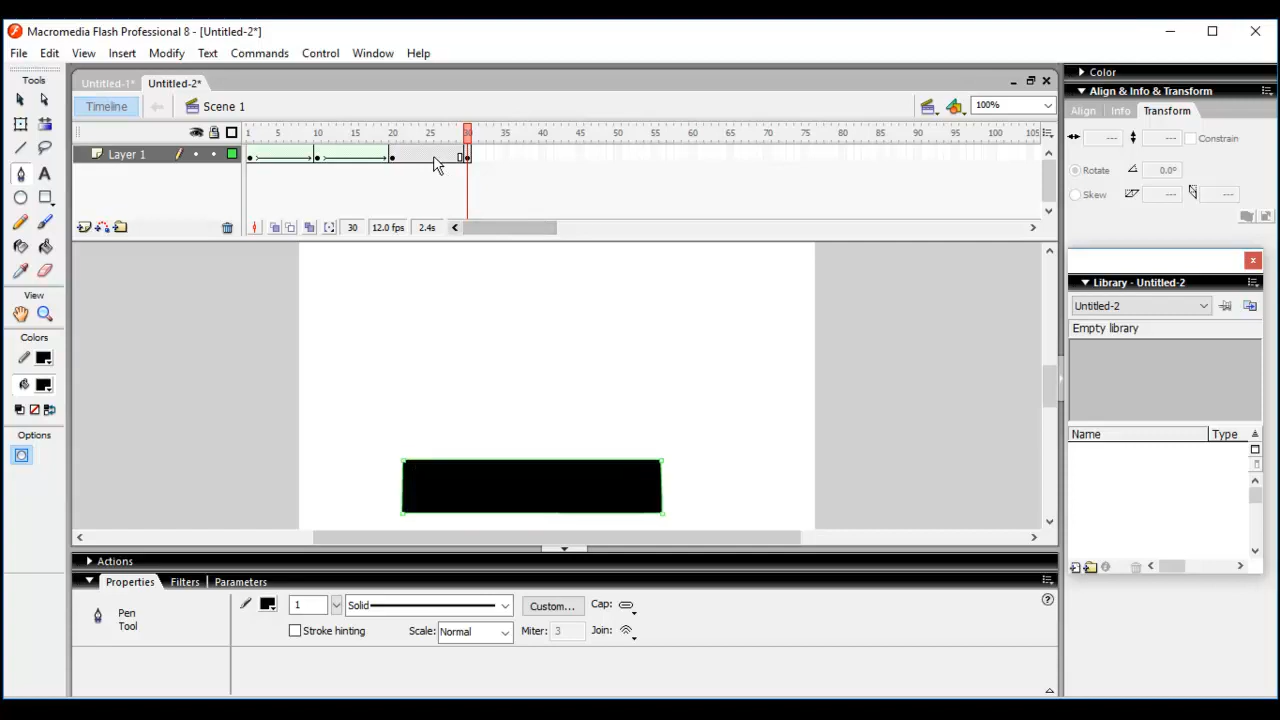 Macromedia Flash Professional 8 - [Untitled-2*]
File Edit View Insert Modify Text Commands Control Window Help
Tools
Untitled-1* Untitled-2*
Timeline Scene 1 100%
1 5 10 15 20 25 30 35 40 45 50 55 60 65 70 75 80 85 90 95 100 105
Layer 1
30 12.0 fps 2.4s
View
Colors
Options
Color
Align & Info & Transform
Align Info Transform
--- --- Constrain
Rotate 0.0°
Skew --- ---
Library - Untitled-2
Untitled-2
Empty library
Name Type
Actions
Properties Filters Parameters
Pen
Tool
1 Solid Custom... Cap:
Stroke hinting Scale: Normal Miter: 3 Join: